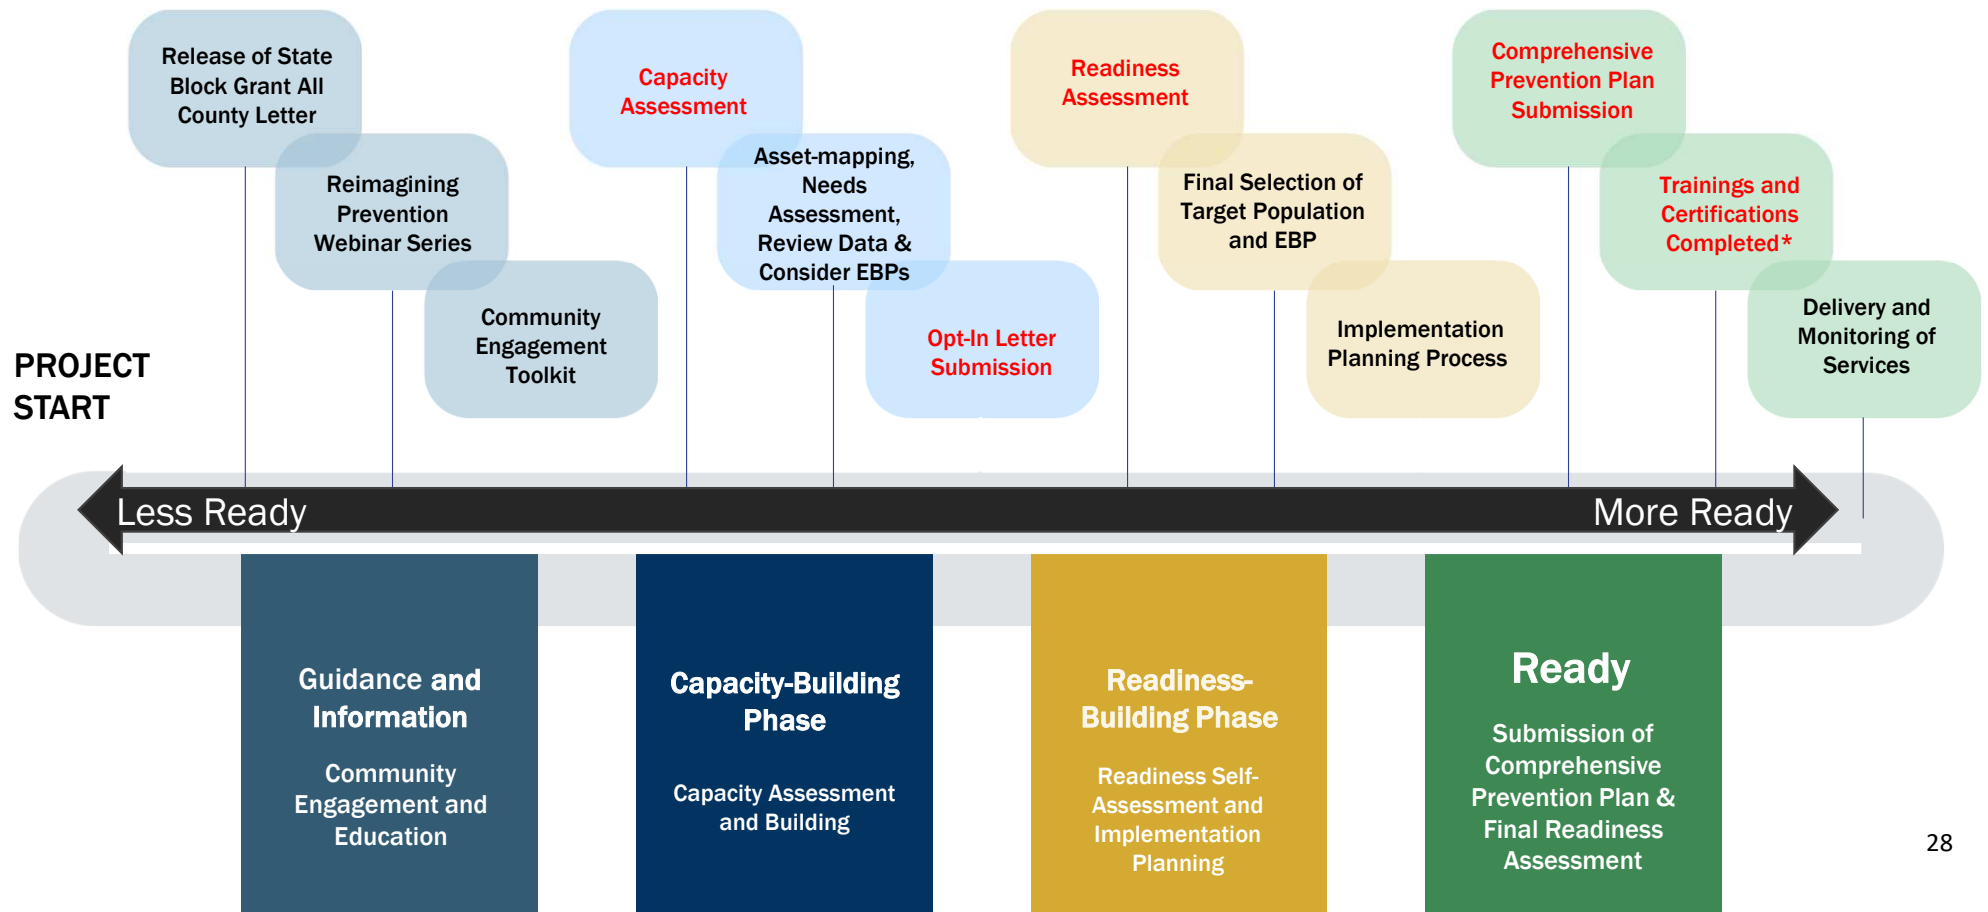 Release of State
Block Grant All
County Letter
Reimagining
Prevention
Webinar Series
Community
Engagement
Toolkit
Capacity
Assessment
Asset-mapping,
Needs
Assessment,
Review Data &
Consider EBPs
Opt-In Letter
Submission
Readiness
Assessment
Final Selection of
Target Population
and EBP
Implementation
Planning Process
Comprehensive
Prevention Plan
Submission
Trainings and
Certifications
Completed*
Delivery and
Monitoring of
Services
PROJECT
START
Less Ready
More Ready
Guidance and
Information
Community
Engagement and
Education
Capacity-Building
Phase
Capacity Assessment
and Building
Readiness-
Building Phase
Readiness Self-
Assessment and
Implementation
Planning
Ready
Submission of
Comprehensive
Prevention Plan &
Final Readiness
Assessment
28